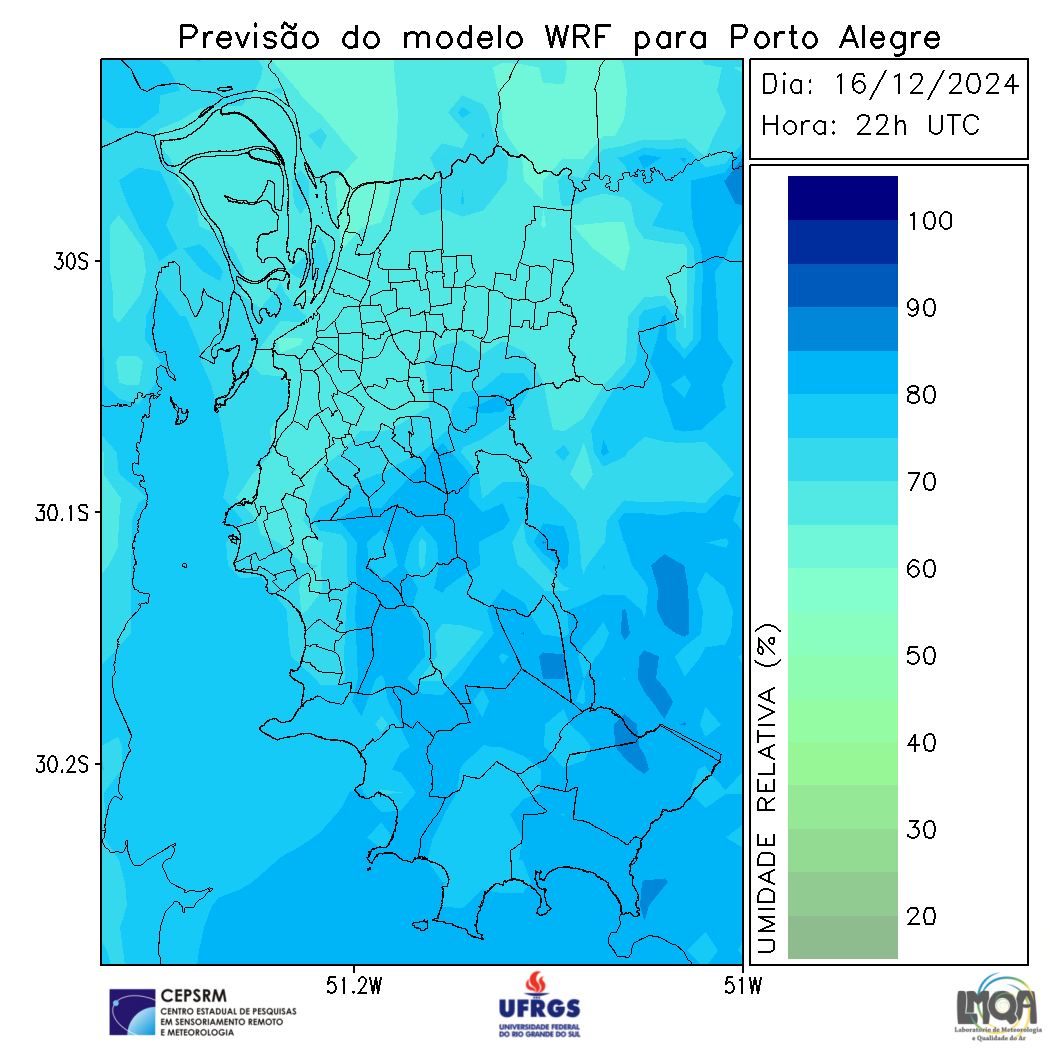 Previsão do modelo WRF para Porto Alegre
Dia: 16/12/2024
Hora: 22h UTC
30S
30.1S
30.2S
51.2W
51W
100
90
80
70
60
50
40
30
20
UMIDADE RELATIVA (%)
CEPSRM
CENTRO ESTADUAL DE PESQUISAS
EM SENSORIAMENTO REMOTO
E METEOROLOGIA
UFRGS
UNIVERSIDADE FEDERAL
DO RIO GRANDE DO SUL
LMQA
Laboratório de Meteorologia
e Qualidade do Ar